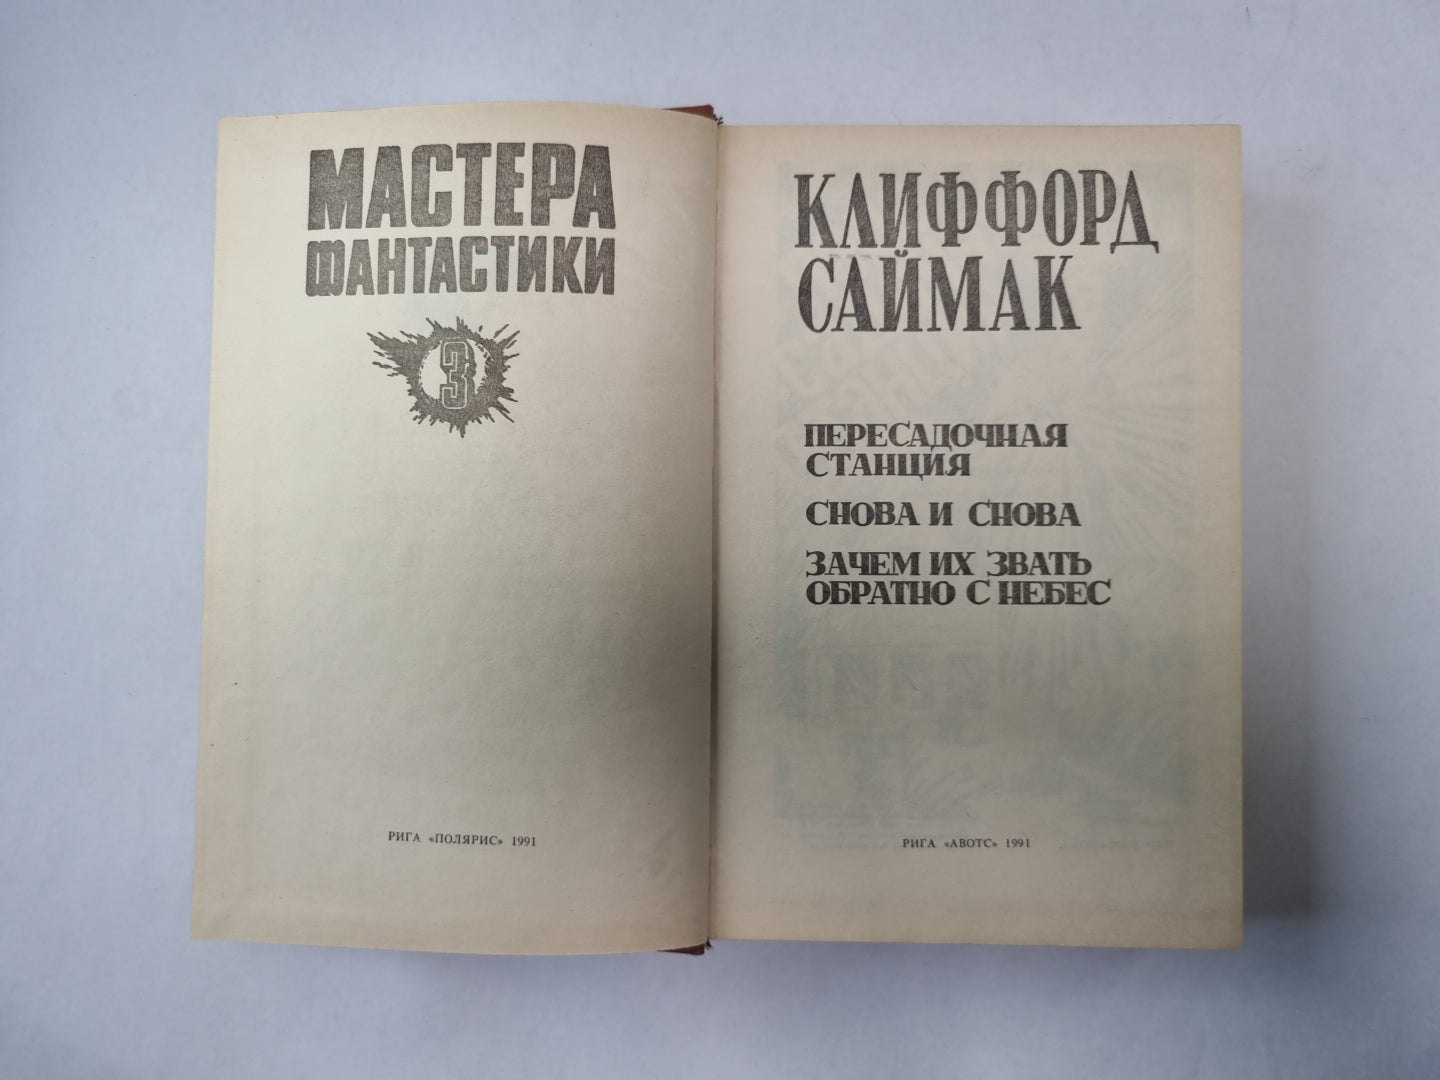 МАСТЕРА
ФАНТАСТИКИ
3
РИГА «ПОЛЯРИС» 1991
КЛИФФОРД
САЙМАК
ПЕРЕСАДОЧНАЯ
СТАНЦИЯ
СНОВА И СНОВА
ЗАЧЕМ ИХ ЗВАТЬ
ОБРАТНО С НЕБЕС
РИГА «АВОТС» 1991